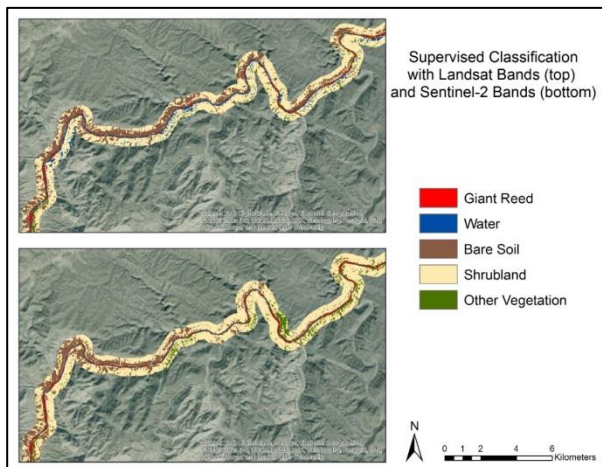 Supervised Classification
with Landsat Bands (top)
and Sentinel-2 Bands (bottom)
Giant Reed
Water
Bare Soil
Shrubland
Other Vegetation
N
0 1 2 4 6
Kilometers